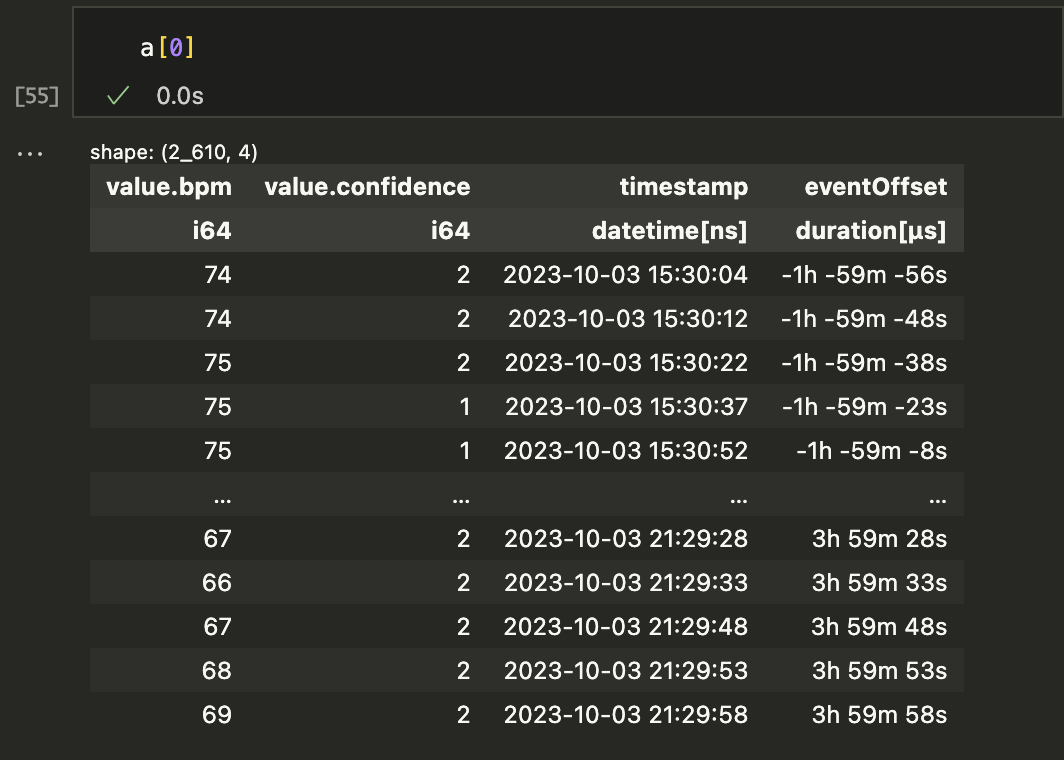 a[0]
[55] ✓ 0.0s
... shape: (2_610, 4)
value.bpm value.confidence timestamp eventOffset
i64 i64 datetime[ns] duration[μs]
74 2 2023-10-03 15:30:04 -1h -59m -56s
74 2 2023-10-03 15:30:12 -1h -59m -48s
75 2 2023-10-03 15:30:22 -1h -59m -38s
75 1 2023-10-03 15:30:37 -1h -59m -23s
75 1 2023-10-03 15:30:52 -1h -59m -8s
... ... ... ...
67 2 2023-10-03 21:29:28 3h 59m 28s
66 2 2023-10-03 21:29:33 3h 59m 33s
67 2 2023-10-03 21:29:48 3h 59m 48s
68 2 2023-10-03 21:29:53 3h 59m 53s
69 2 2023-10-03 21:29:58 3h 59m 58s